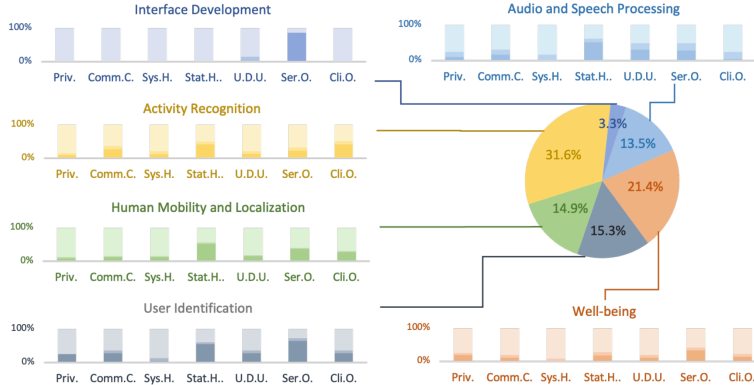 Interface Development
100%
0%
Priv. Comm.C. Sys.H. Stat.H.. U.D.U. Ser.O. Cli.O.
Activity Recognition
100%
0%
Priv. Comm.C. Sys.H. Stat.H.. U.D.U. Ser.O. Cli.O.
Human Mobility and Localization
100%
0%
Priv. Comm.C. Sys.H. Stat.H.. U.D.U. Ser.O. Cli.O.
User Identification
100%
0%
Priv. Comm.C. Sys.H. Stat.H.. U.D.U. Ser.O. Cli.O.
Audio and Speech Processing
100%
0%
Priv. Comm.C. Sys.H. Stat.H.. U.D.U. Ser.O. Cli.O.
3.3%
13.5%
31.6%
21.4%
14.9%
15.3%
Well-being
100%
0%
Priv. Comm.C. Sys.H. Stat.H.. U.D.U. Ser.O. Cli.O.